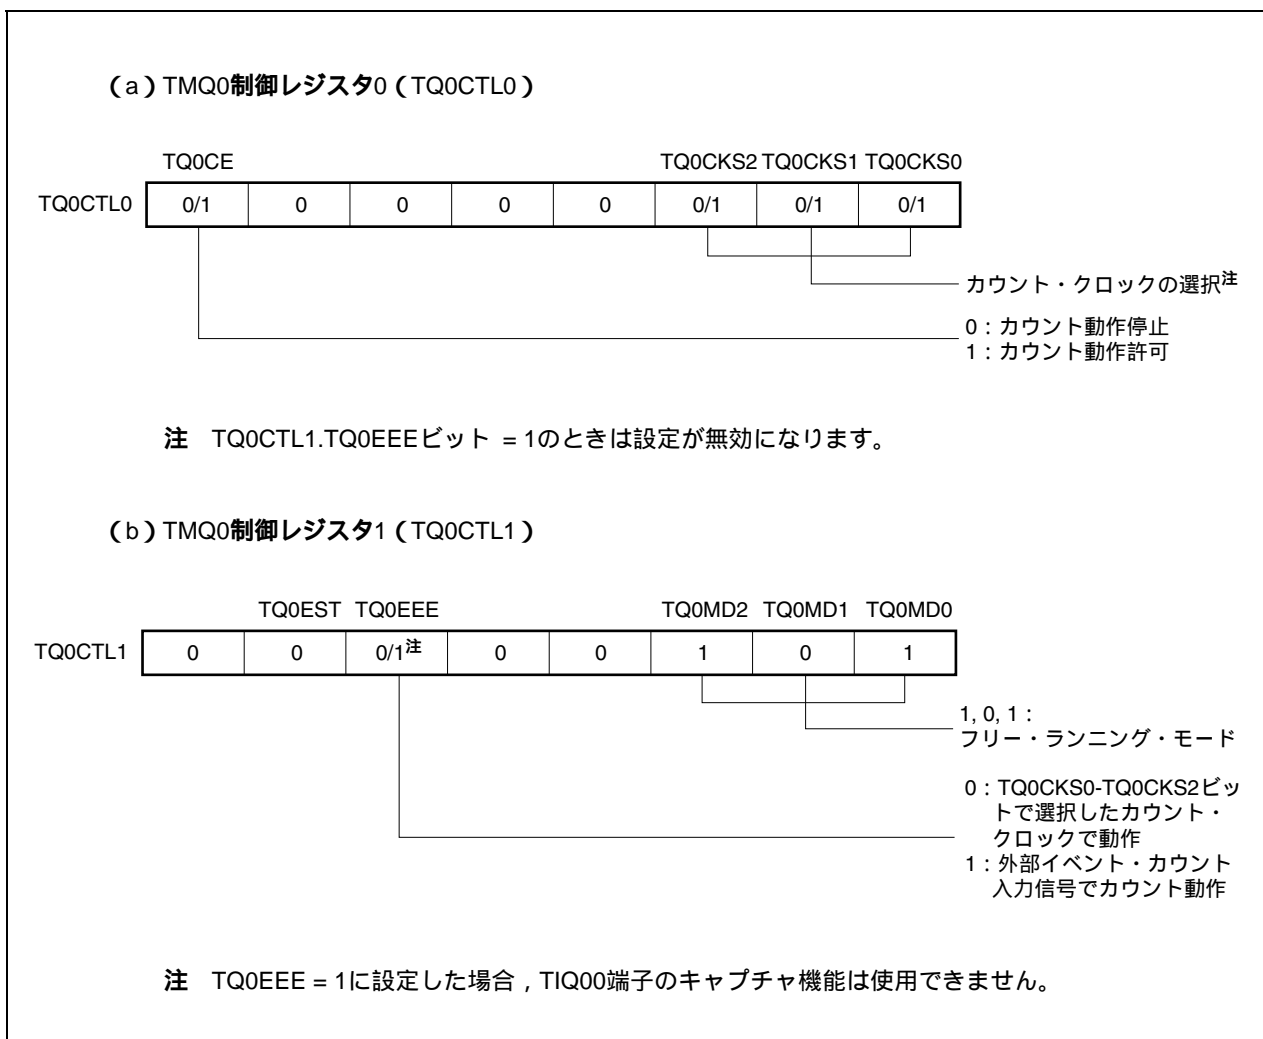 (a)TMQ0制御レジスタ0(TQ0CTL0)
TQ0CE TQ0CKS2 TQ0CKS1 TQ0CKS0
TQ0CTL0 0/1 0 0 0 0 0/1 0/1 0/1
カウント・クロックの選択注
0:カウント動作停止
1:カウント動作許可
注 TQ0CTL1.TQ0EEEビット = 1のときは設定が無効になります。
(b)TMQ0制御レジスタ1(TQ0CTL1)
TQ0EST TQ0EEE TQ0MD2 TQ0MD1 TQ0MD0
TQ0CTL1 0 0 0/1注 0 0 1 0 1
1, 0, 1:
フリー・ランニング・モード
0:TQ0CKS0-TQ0CKS2ビッ
トで選択したカウント・
クロックで動作
1:外部イベント・カウント
入力信号でカウント動作
注 TQ0EEE = 1に設定した場合,TIQ00端子のキャプチャ機能は使用できません。